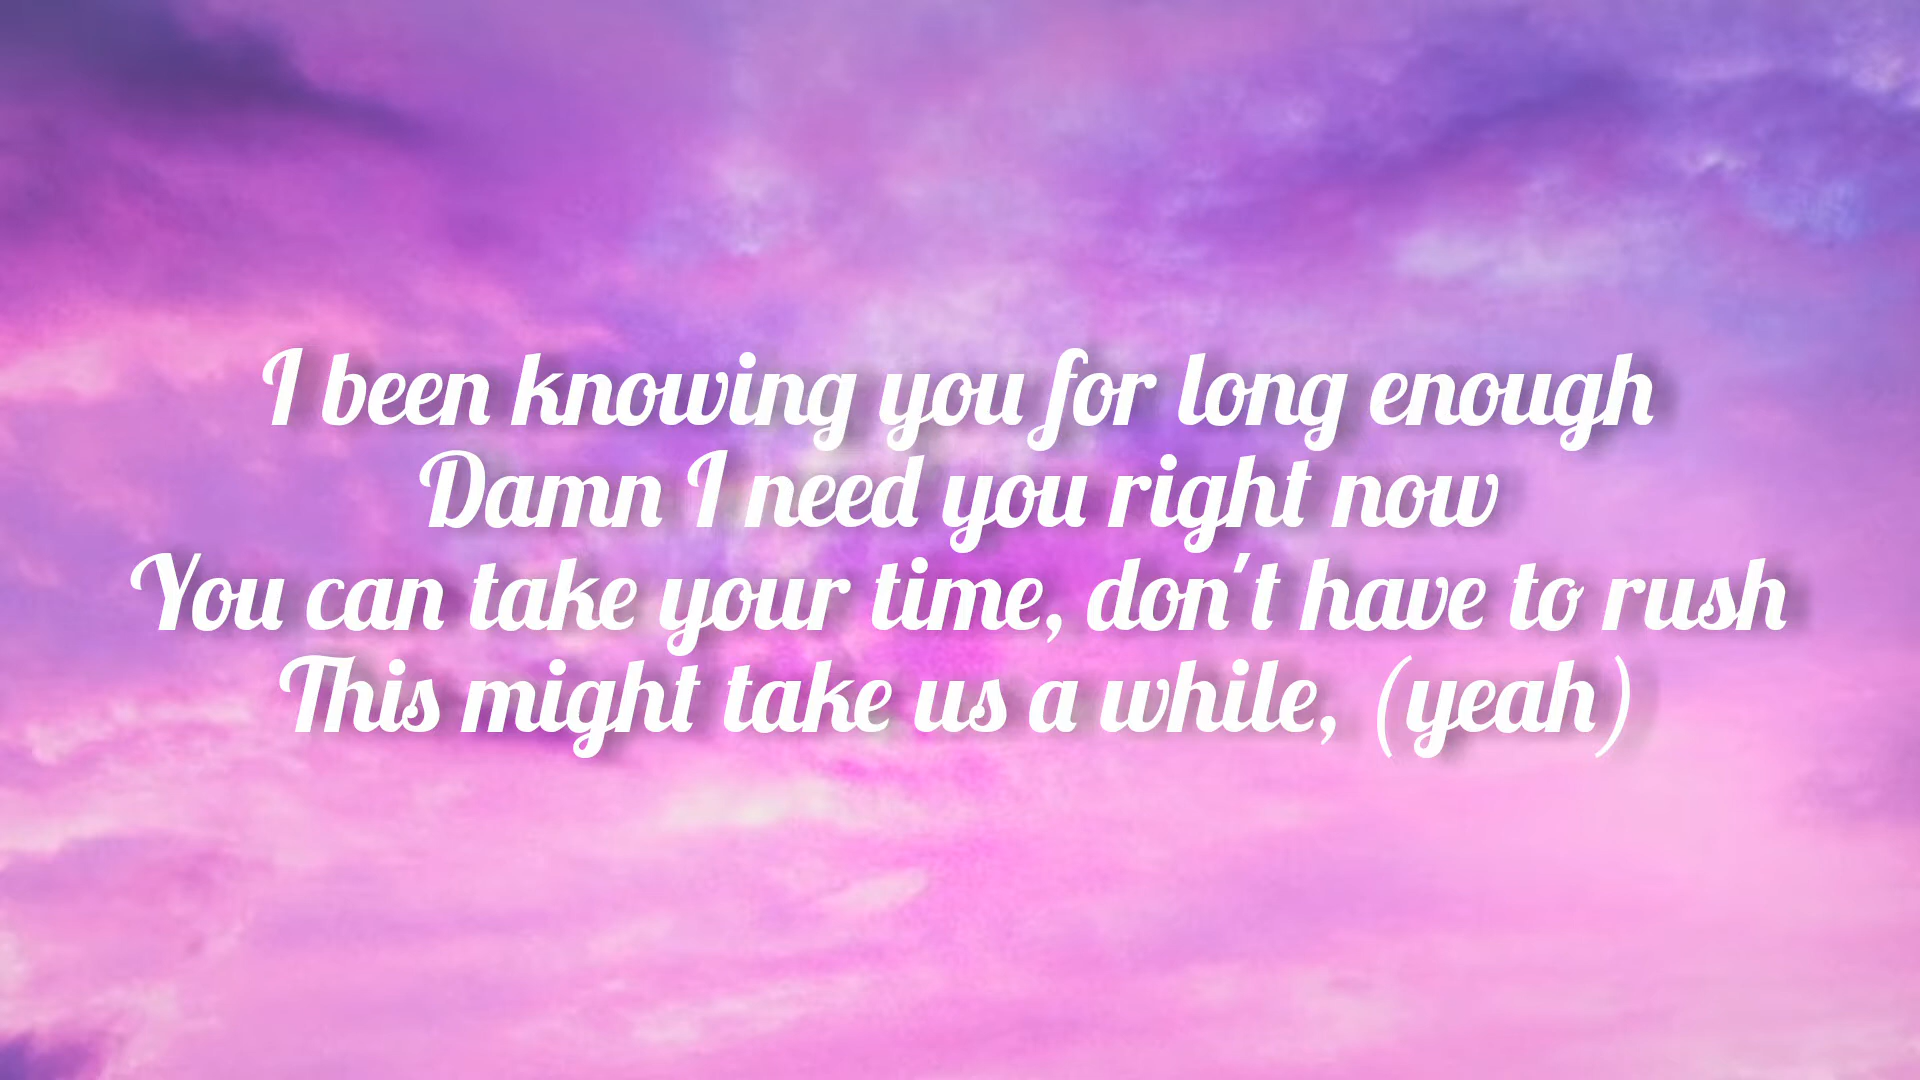 I been knowing you for long enough
Damn I need you right now
You can take your time, don't have to rush
This might take us a while, (yeah)